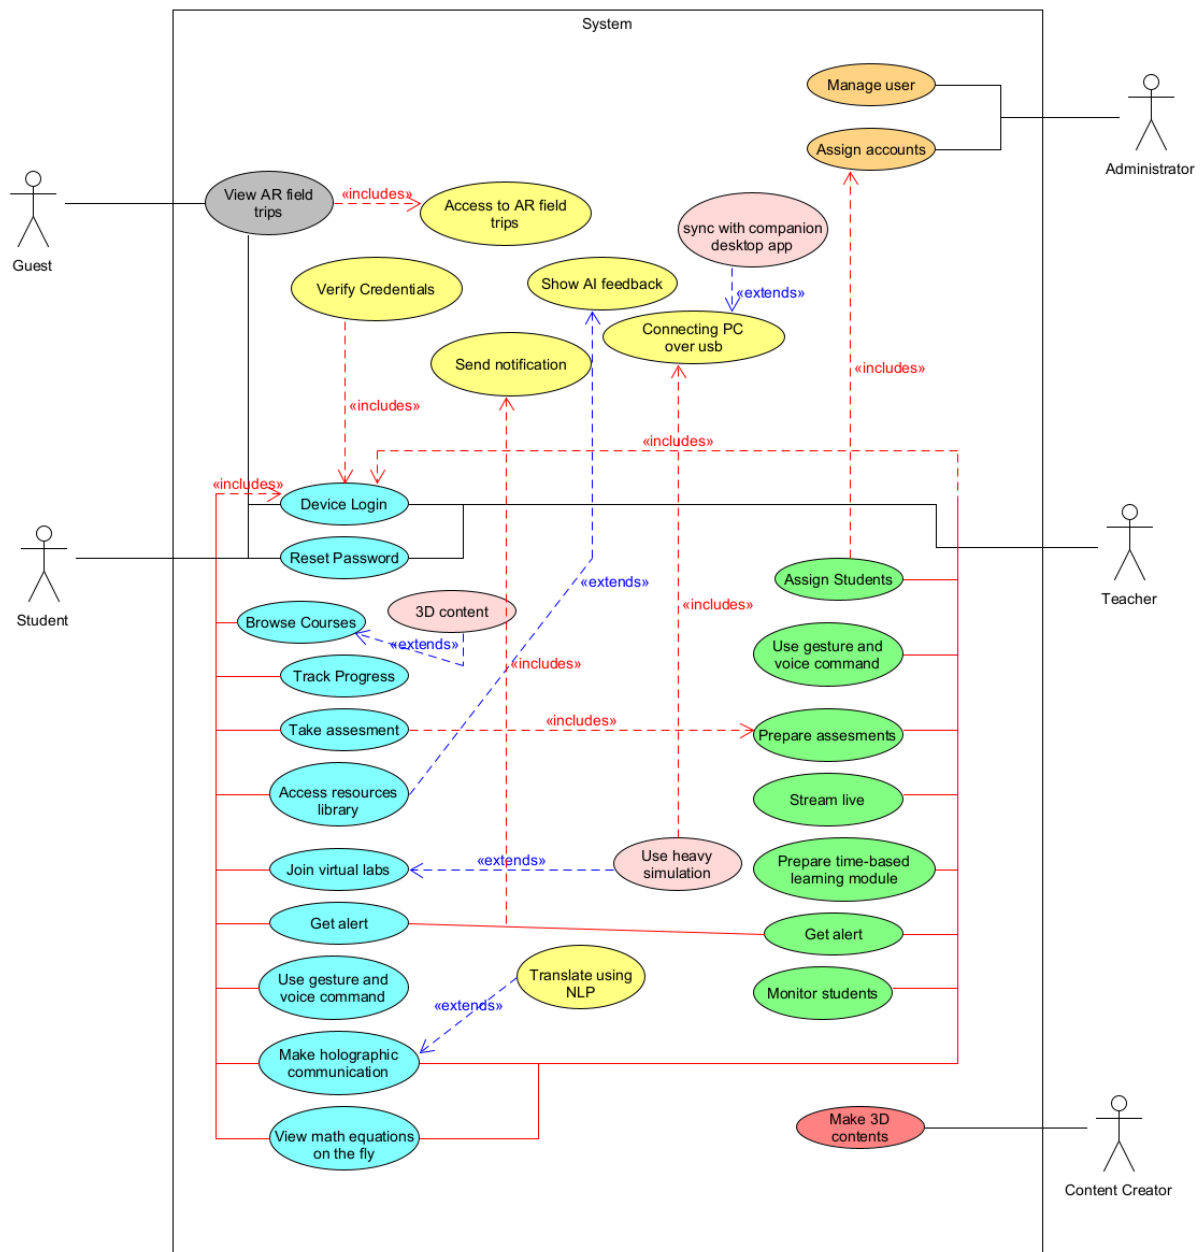 System
Manage user
Assign accounts
Administrator
View AR field
trips
«includes»
Access to AR field
trips
sync with companion
desktop app
Guest
Verify Credentials
Show AI feedback
«extends»
Connecting PC
over usb
Send notification
«includes»
«includes»
«includes»
«includes»
Device Login
Reset Password
Student
Teacher
«extends»
Assign Students
3D content
«includes»
Browse Courses
«extends»
Use gesture and
voice command
«includes»
Track Progress
Take assesment
«includes»
Prepare assesments
Access resources
library
Stream live
Join virtual labs
«extends»
Use heavy
simulation
Prepare time-based
learning module
Get alert
Get alert
Use gesture and
voice command
Translate using
NLP
Monitor students
«extends»
Make holographic
communication
View math equations
on the fly
Make 3D
contents
Content Creator